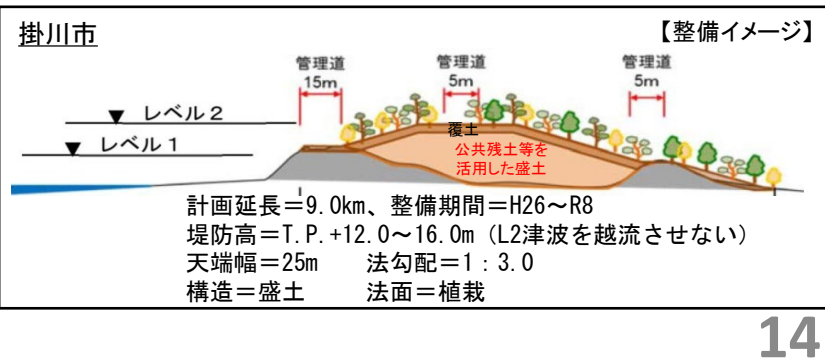 掛川市
【整備イメージ】
管理道
15m
管理道
5m
管理道
5m
▼ レベル2
▼ レベル1
覆土
公共残土等を
活用した盛土
計画延長=9.0km、整備期間=H26~R8
堤防高=T.P.+12.0~16.0m(L2津波を越流させない)
天端幅=25m 法勾配=1:3.0
構造=盛土 法面=植栽
14